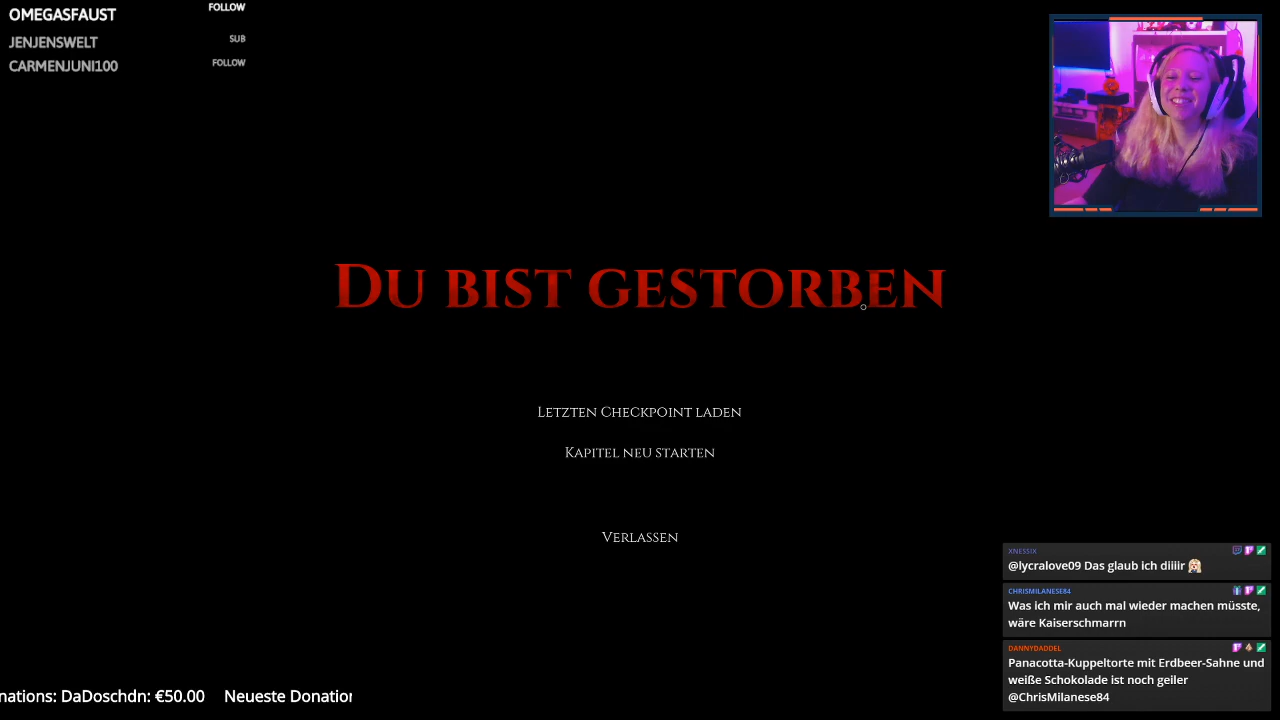 OMEGASFAUST FOLLOW
JENJENSWELT SUB
CARMENJUNI100 FOLLOW
DU BIST GESTORBEN
LETZTEN CHECKPOINT LADEN
KAPITEL NEU STARTEN
VERLASSEN
XNESSIX
@lycralove09 Das glaub ich diiiir
CHRISMILANESE84
Was ich mir auch mal wieder machen müsste,
wäre Kaiserschmarrn
DANNYDADDEL
Panacotta-Kuppeltorte mit Erdbeer-Sahne und
weiße Schokolade ist noch geiler
@ChrisMilanese84
nations: DaDoschdn: €50.00 Neueste Donation